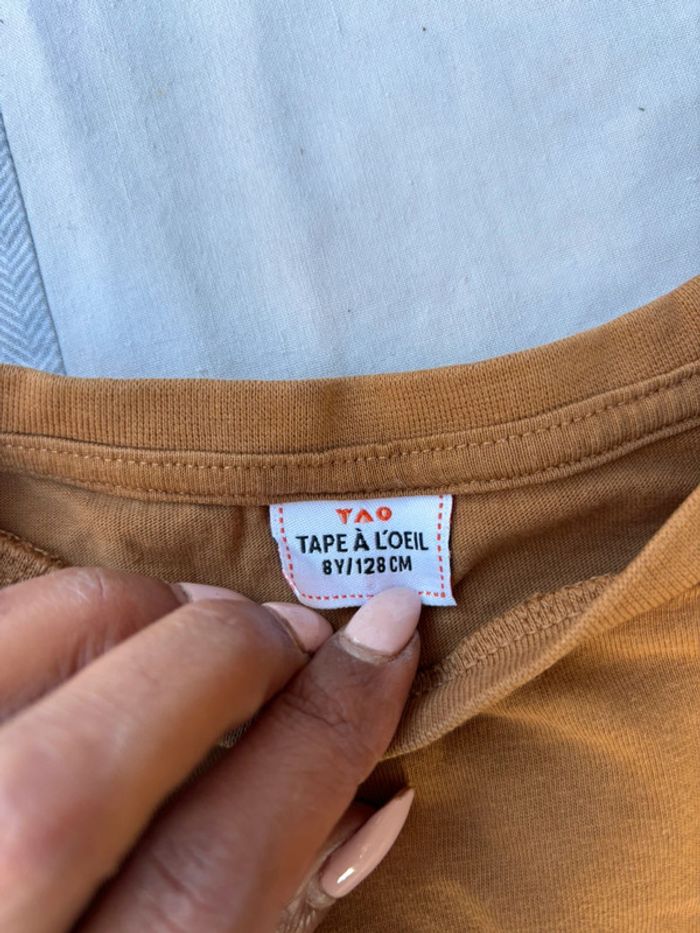 TAO
TAPE À L'OEIL
8Y/128 CM